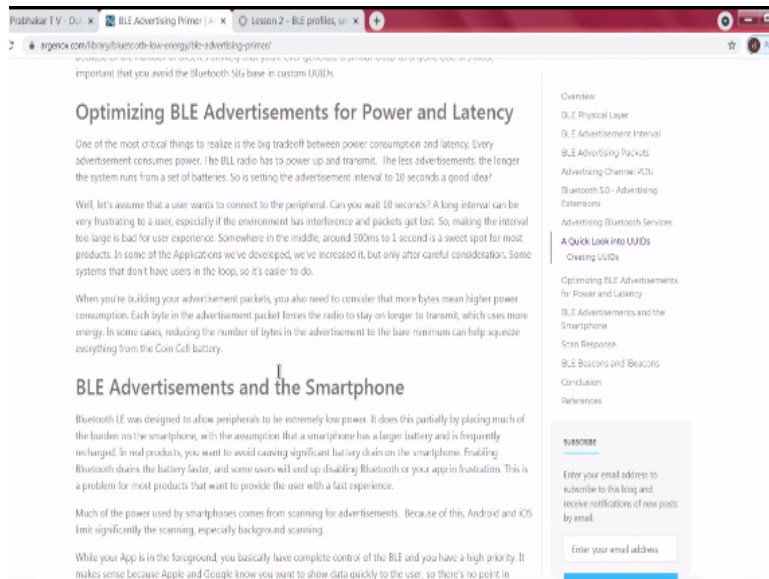 Prabhakar T V - Out
BLE Advertising Primer | A
Lesson 2 – BLE profiles, se
argenox.com/library/bluetooth-low-energy/ble-advertising-primer/
important that you avoid the Bluetooth SIG base in custom UUIDs.
Optimizing BLE Advertisements for Power and Latency
One of the most critical things to realize is the big tradeoff between power consumption and latency. Every
advertisement consumes power. The BLE radio has to power up and transmit. The less advertisements, the longer
the system runs from a set of batteries. So is setting the advertisement interval to 10 seconds a good idea?
Well, let's assume that a user wants to connect to the peripheral. Can you wait 10 seconds? A long interval can be
very frustrating to a user, especially if the environment has interference and packets get lost. So, making the interval
too large is bad for user experience. Somewhere in the middle, around 500ms to 1 second is a sweet spot for most
products. In some of the Applications we've developed, we've increased it, but only after careful consideration. Some
systems that don't have users in the loop, so it's easier to do.
When you're building your advertisement packets, you also need to consider that more bytes mean higher power
consumption. Each byte in the advertisement packet forces the radio to stay on longer to transmit, which uses more
energy. In some cases, reducing the number of bytes in the advertisement to the bare minimum can help squeeze
everything from the Coin Cell battery.
BLE Advertisements and the Smartphone
Bluetooth LE was designed to allow peripherals to be extremely low power. It does this partially by placing much of
the burden on the smartphone, with the assumption that a smartphone has a larger battery and is frequently
recharged. In real products, you want to avoid causing significant battery drain on the smartphone. Enabling
Bluetooth drains the battery faster, and some users will end up disabling Bluetooth or your app in frustration. This is
a problem for most products that want to provide the user with a fast experience.
Much of the power used by smartphones comes from scanning for advertisements. Because of this, Android and iOS
limit significantly the scanning, especially background scanning.
While your App is in the foreground, you basically have complete control of the BLE and you have a high priority. It
makes sense because Apple and Google know you want to show data quickly to the user, so there's no point in
Overview
BLE Physical Layer
BLE Advertisement Interval
BLE Advertising Packets
Advertising Channel PDU
Bluetooth 5.0 - Advertising
Extensions
Advertising Bluetooth Services
A Quick Look into UUIDs
Creating UUIDs
Optimizing BLE Advertisements
for Power and Latency
BLE Advertisements and the
Smartphone
Scan Response
BLE Beacons and iBeacons
Conclusion
References
SUBSCRIBE
Enter your email address to
subscribe to this blog and
receive notifications of new posts
by email.
Enter your email address